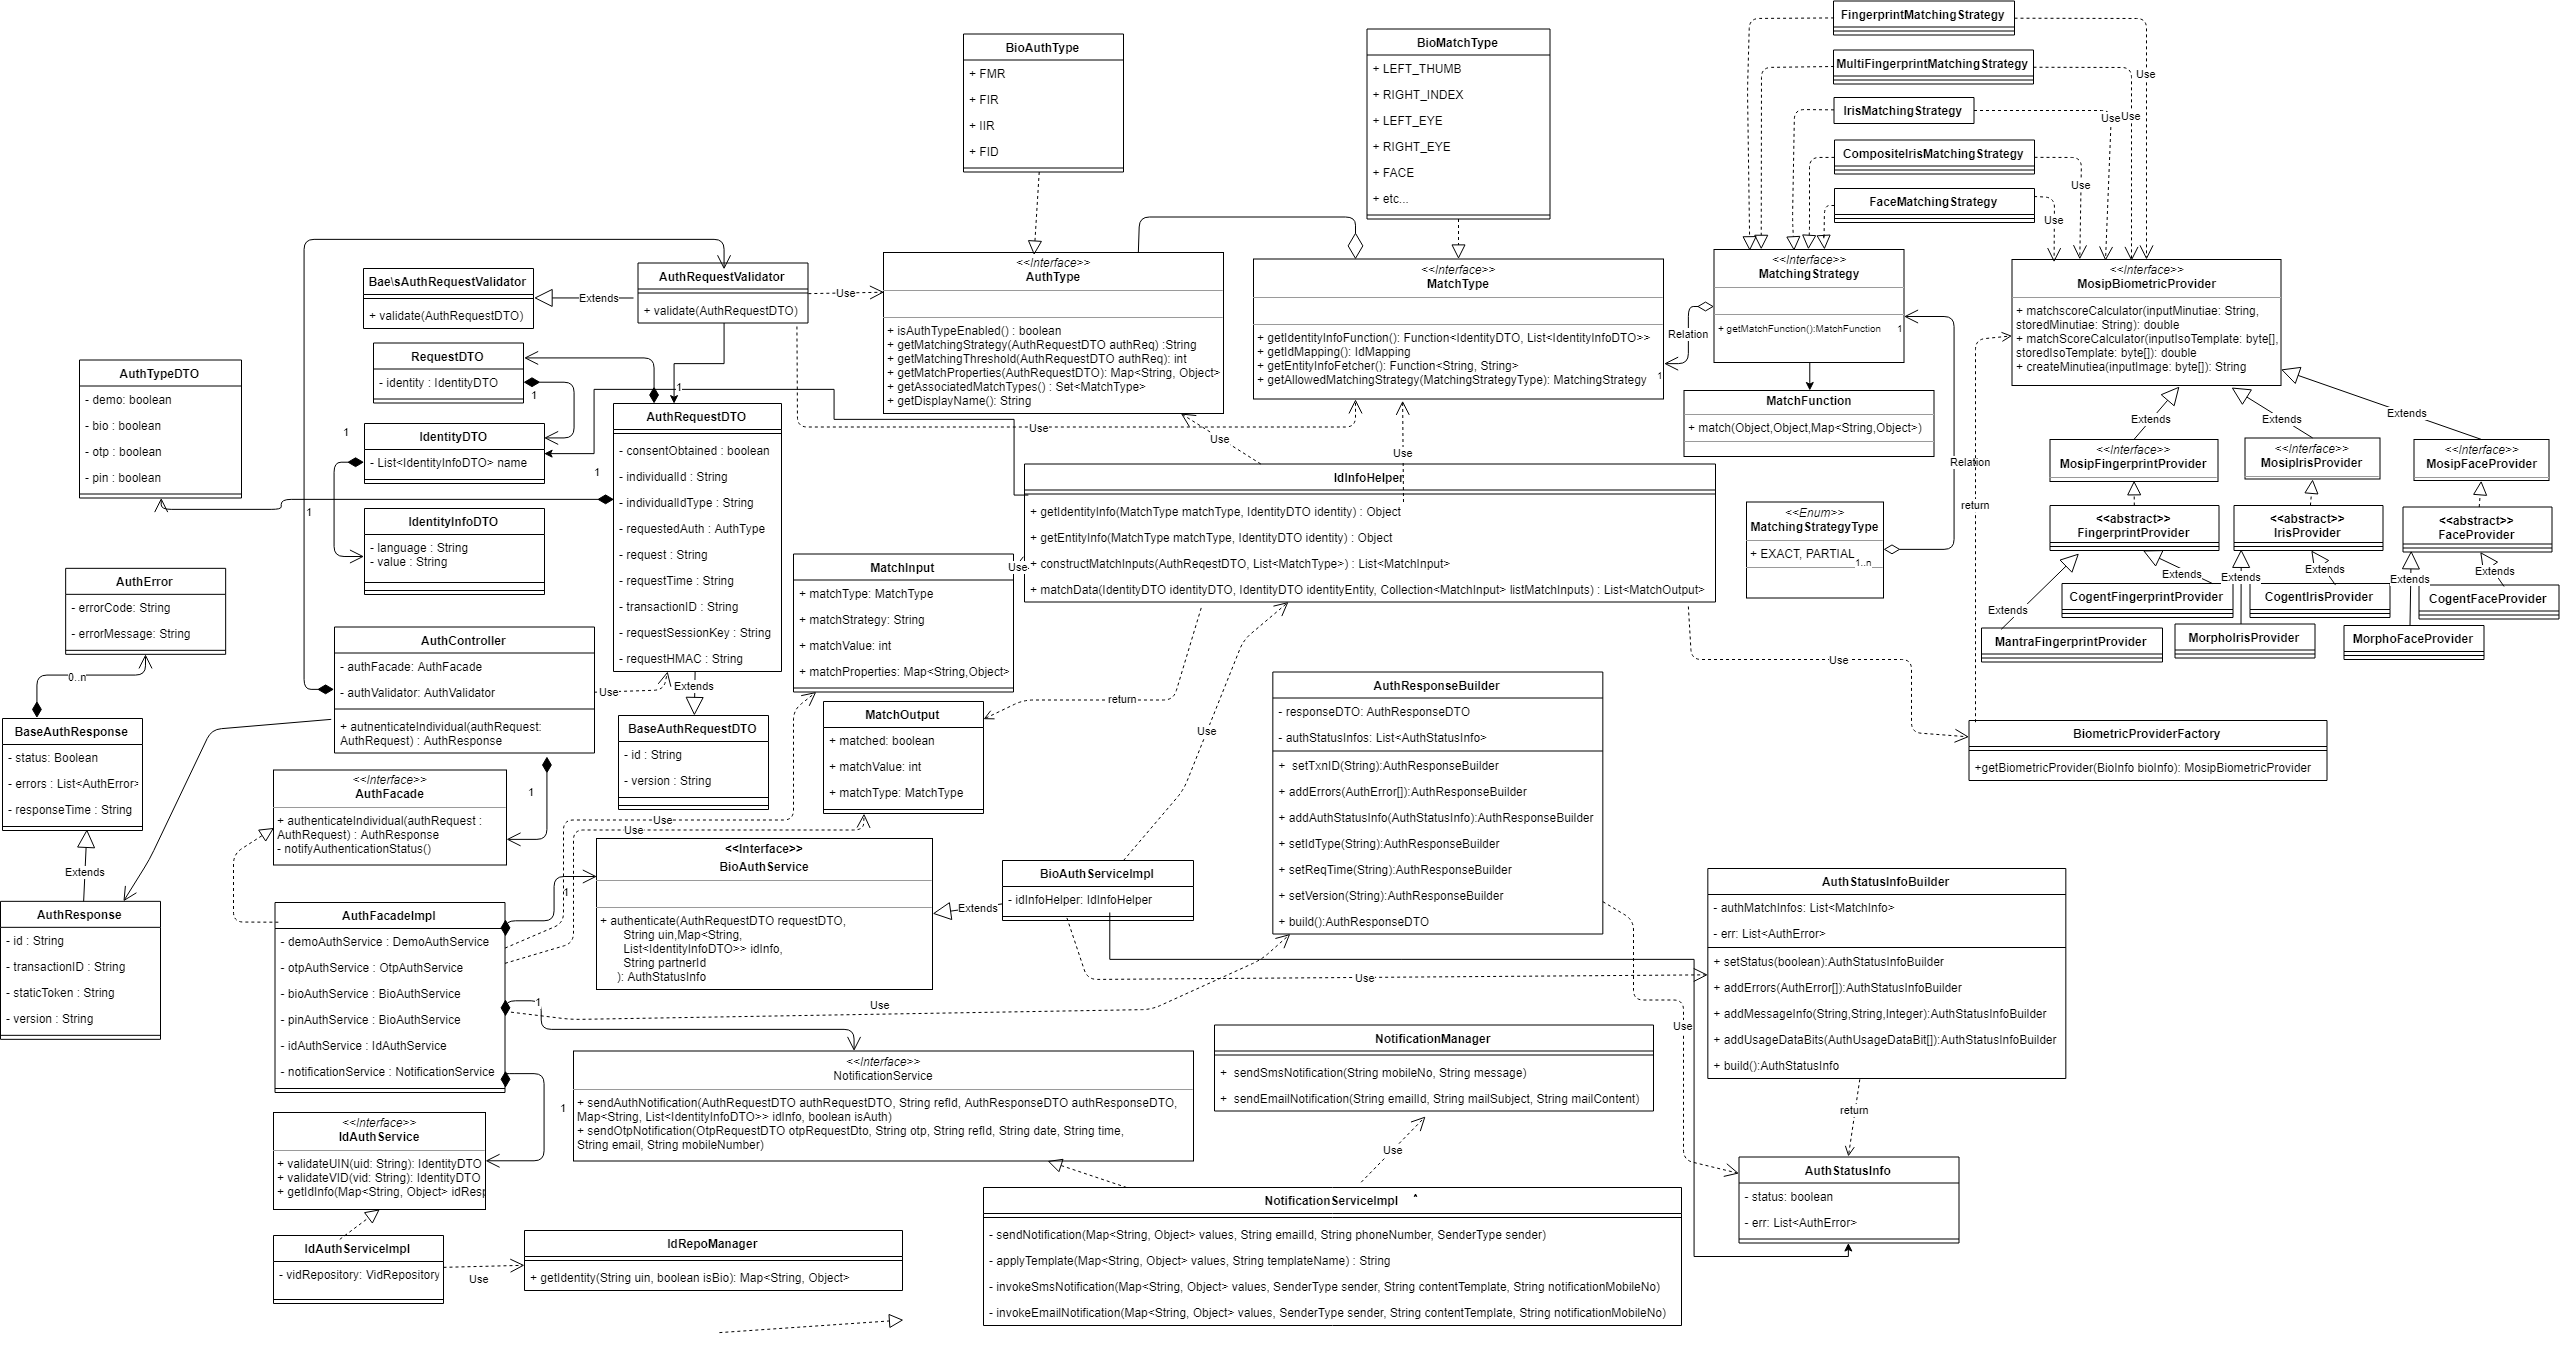 FingerprintMatchingStrategy
MultiFingerprintMatchingStrategy
Use
IrisMatchingStrategy
Use
Use
CompositeIrisMatchingStrategy
Use
FaceMatchingStrategy
Use
BioAuthType
+ FMR
+ FIR
+ IIR
+ FID
BioMatchType
+ LEFT_THUMB
+ RIGHT_INDEX
+ LEFT_EYE
+ RIGHT_EYE
+ FACE
+ etc...
Bae\sAuthRequestValidator
+ validate(AuthRequestDTO)
Extends
AuthRequestValidator
+ validate(AuthRequestDTO)
Use
<<Interface>>
AuthType
+ isAuthTypeEnabled() : boolean
+ getMatchingStrategy(AuthRequestDTO authReq) :String
+ getMatchingThreshold(AuthRequestDTO authReq): int
+ getMatchProperties(AuthRequestDTO): Map<String, Object>
+ getAssociatedMatchTypes() : Set<MatchType>
+ getDisplayName(): String
<<Interface>>
MatchType
+ getIdentityInfoFunction(): Function<IdentityDTO, List<IdentityInfoDTO>>
+ getIdMapping(): IdMapping
+ getEntityInfoFetcher(): Function<String, String>
+ getAllowedMatchingStrategy(MatchingStrategyType): MatchingStrategy
1
Relation
<<Interface>>
MatchingStrategy
+ getMatchFunction():MatchFunction
1
MatchFunction
+ match(Object,Object,Map<String,Object>)
<<Interface>>
MosipBiometricProvider
+ matchscoreCalculator(inputMinutiae: String,
storedMinutiae: String): double
+ matchScoreCalculator(inputIsoTemplate: byte[],
storedIsoTemplate: byte[]): double
+ createMinutiea(inputImage: byte[]): String
Extends
Extends
Extends
<<Interface>>
MosipFingerprintProvider
<<Interface>>
MosipIrisProvider
<<Interface>>
MosipFaceProvider
<<abstract>>
FingerprintProvider
<<abstract>>
IrisProvider
<<abstract>>
FaceProvider
Extends
Extends
Extends
Extends
Extends
Extends
CogentFingerprintProvider
CogentIrisProvider
CogentFaceProvider
MantraFingerprintProvider
MorphoIrisProvider
MorphoFaceProvider
Relation
return
<<Enum>>
MatchingStrategyType
+ EXACT, PARTIAL
1..n
RequestDTO
- identity : IdentityDTO
1
1
AuthTypeDTO
- demo: boolean
- bio : boolean
- otp : boolean
- pin : boolean
1
IdentityDTO
- List<IdentityInfoDTO> name
1
1
IdentityInfoDTO
- language : String
- value : String
AuthRequestDTO
- consentObtained : boolean
- individualId : String
- individualIdType : String
- requestedAuth : AuthType
- request : String
- requestTime : String
- transactionID : String
- requestSessionKey : String
- requestHMAC : String
Use
Use
Use
IdInfoHelper
+ getIdentityInfo(MatchType matchType, IdentityDTO identity) : Object
+ getEntityInfo(MatchType matchType, IdentityDTO identity) : Object
+ constructMatchInputs(AuthReqestDTO, List<MatchType>) : List<MatchInput>
+ matchData(IdentityDTO identityDTO, IdentityDTO identityEntity, Collection<MatchInput> listMatchInputs) : List<MatchOutput>
Use
MatchInput
+ matchType: MatchType
+ matchStrategy: String
+ matchValue: int
+ matchProperties: Map<String,Object>
AuthError
- errorCode: String
- errorMessage: String
0..n
AuthController
- authFacade: AuthFacade
- authValidator: AuthValidator
+ autnenticateIndividual(authRequest:
AuthRequest) : AuthResponse
Use
Extends
BaseAuthRequestDTO
- id : String
- version : String
MatchOutput
+ matched: boolean
+ matchValue: int
+ matchType: MatchType
return
Use
Use
BaseAuthResponse
- status: Boolean
- errors : List<AuthError>
- responseTime : String
Extends
<<Interface>>
AuthFacade
+ authenticateIndividual(authRequest :
AuthRequest) : AuthResponse
- notifyAuthenticationStatus()
1
Use
Use
AuthResponseBuilder
- responseDTO: AuthResponseDTO
- authStatusInfos: List<AuthStatusInfo>
+ setTxnID(String):AuthResponseBuilder
+ addErrors(AuthError[]):AuthResponseBuilder
+ addAuthStatusInfo(AuthStatusInfo):AuthResponseBuilder
+ setIdType(String):AuthResponseBuilder
+ setReqTime(String):AuthResponseBuilder
+ setVersion(String):AuthResponseBuilder
+ build():AuthResponseDTO
BiometricProviderFactory
+getBiometricProvider(BioInfo bioInfo): MosipBiometricProvider
AuthResponse
- id : String
- transactionID : String
- staticToken : String
- version : String
AuthFacadeImpl
- demoAuthService : DemoAuthService
- otpAuthService : OtpAuthService
- bioAuthService : BioAuthService
- pinAuthService : BioAuthService
- idAuthService : IdAuthService
- notificationService : NotificationService
1
1
1
<<Interface>>
BioAuthService
+ authenticate(AuthRequestDTO requestDTO,
String uin,Map<String,
List<IdentityInfoDTO>> idInfo,
String partnerId
): AuthStatusInfo
Extends
BioAuthServiceImpl
- idInfoHelper: IdInfoHelper
Use
Use
Use
AuthStatusInfoBuilder
- authMatchInfos: List<MatchInfo>
- err: List<AuthError>
+ setStatus(boolean):AuthStatusInfoBuilder
+ addErrors(AuthError[]):AuthStatusInfoBuilder
+ addMessageInfo(String,String,Integer):AuthStatusInfoBuilder
+ addUsageDataBits(AuthUsageDataBit[]):AuthStatusInfoBuilder
+ build():AuthStatusInfo
return
AuthStatusInfo
- status: boolean
- err: List<AuthError>
<<Interface>>
NotificationService
+ sendAuthNotification(AuthRequestDTO authRequestDTO, String refId, AuthResponseDTO authResponseDTO,
Map<String, List<IdentityInfoDTO>> idInfo, boolean isAuth)
+ sendOtpNotification(OtpRequestDTO otpRequestDto, String otp, String refId, String date, String time,
String email, String mobileNumber)
NotificationManager
+ sendSmsNotification(String mobileNo, String message)
+ sendEmailNotification(String emailId, String mailSubject, String mailContent)
Use
<<Interface>>
IdAuthService
+ validateUIN(uid: String): IdentityDTO
+ validateVID(vid: String): IdentityDTO
+ getIdInfo(Map<String, Object> idResp
IdAuthServiceImpl
- vidRepository: VidRepository
Use
IdRepoManager
+ getIdentity(String uin, boolean isBio): Map<String, Object>
NotificationServiceImpl
- sendNotification(Map<String, Object> values, String emailId, String phoneNumber, SenderType sender)
- applyTemplate(Map<String, Object> values, String templateName) : String
- invokeSmsNotification(Map<String, Object> values, SenderType sender, String contentTemplate, String notificationMobileNo)
- invokeEmailNotification(Map<String, Object> values, SenderType sender, String contentTemplate, String notificationMobileNo)